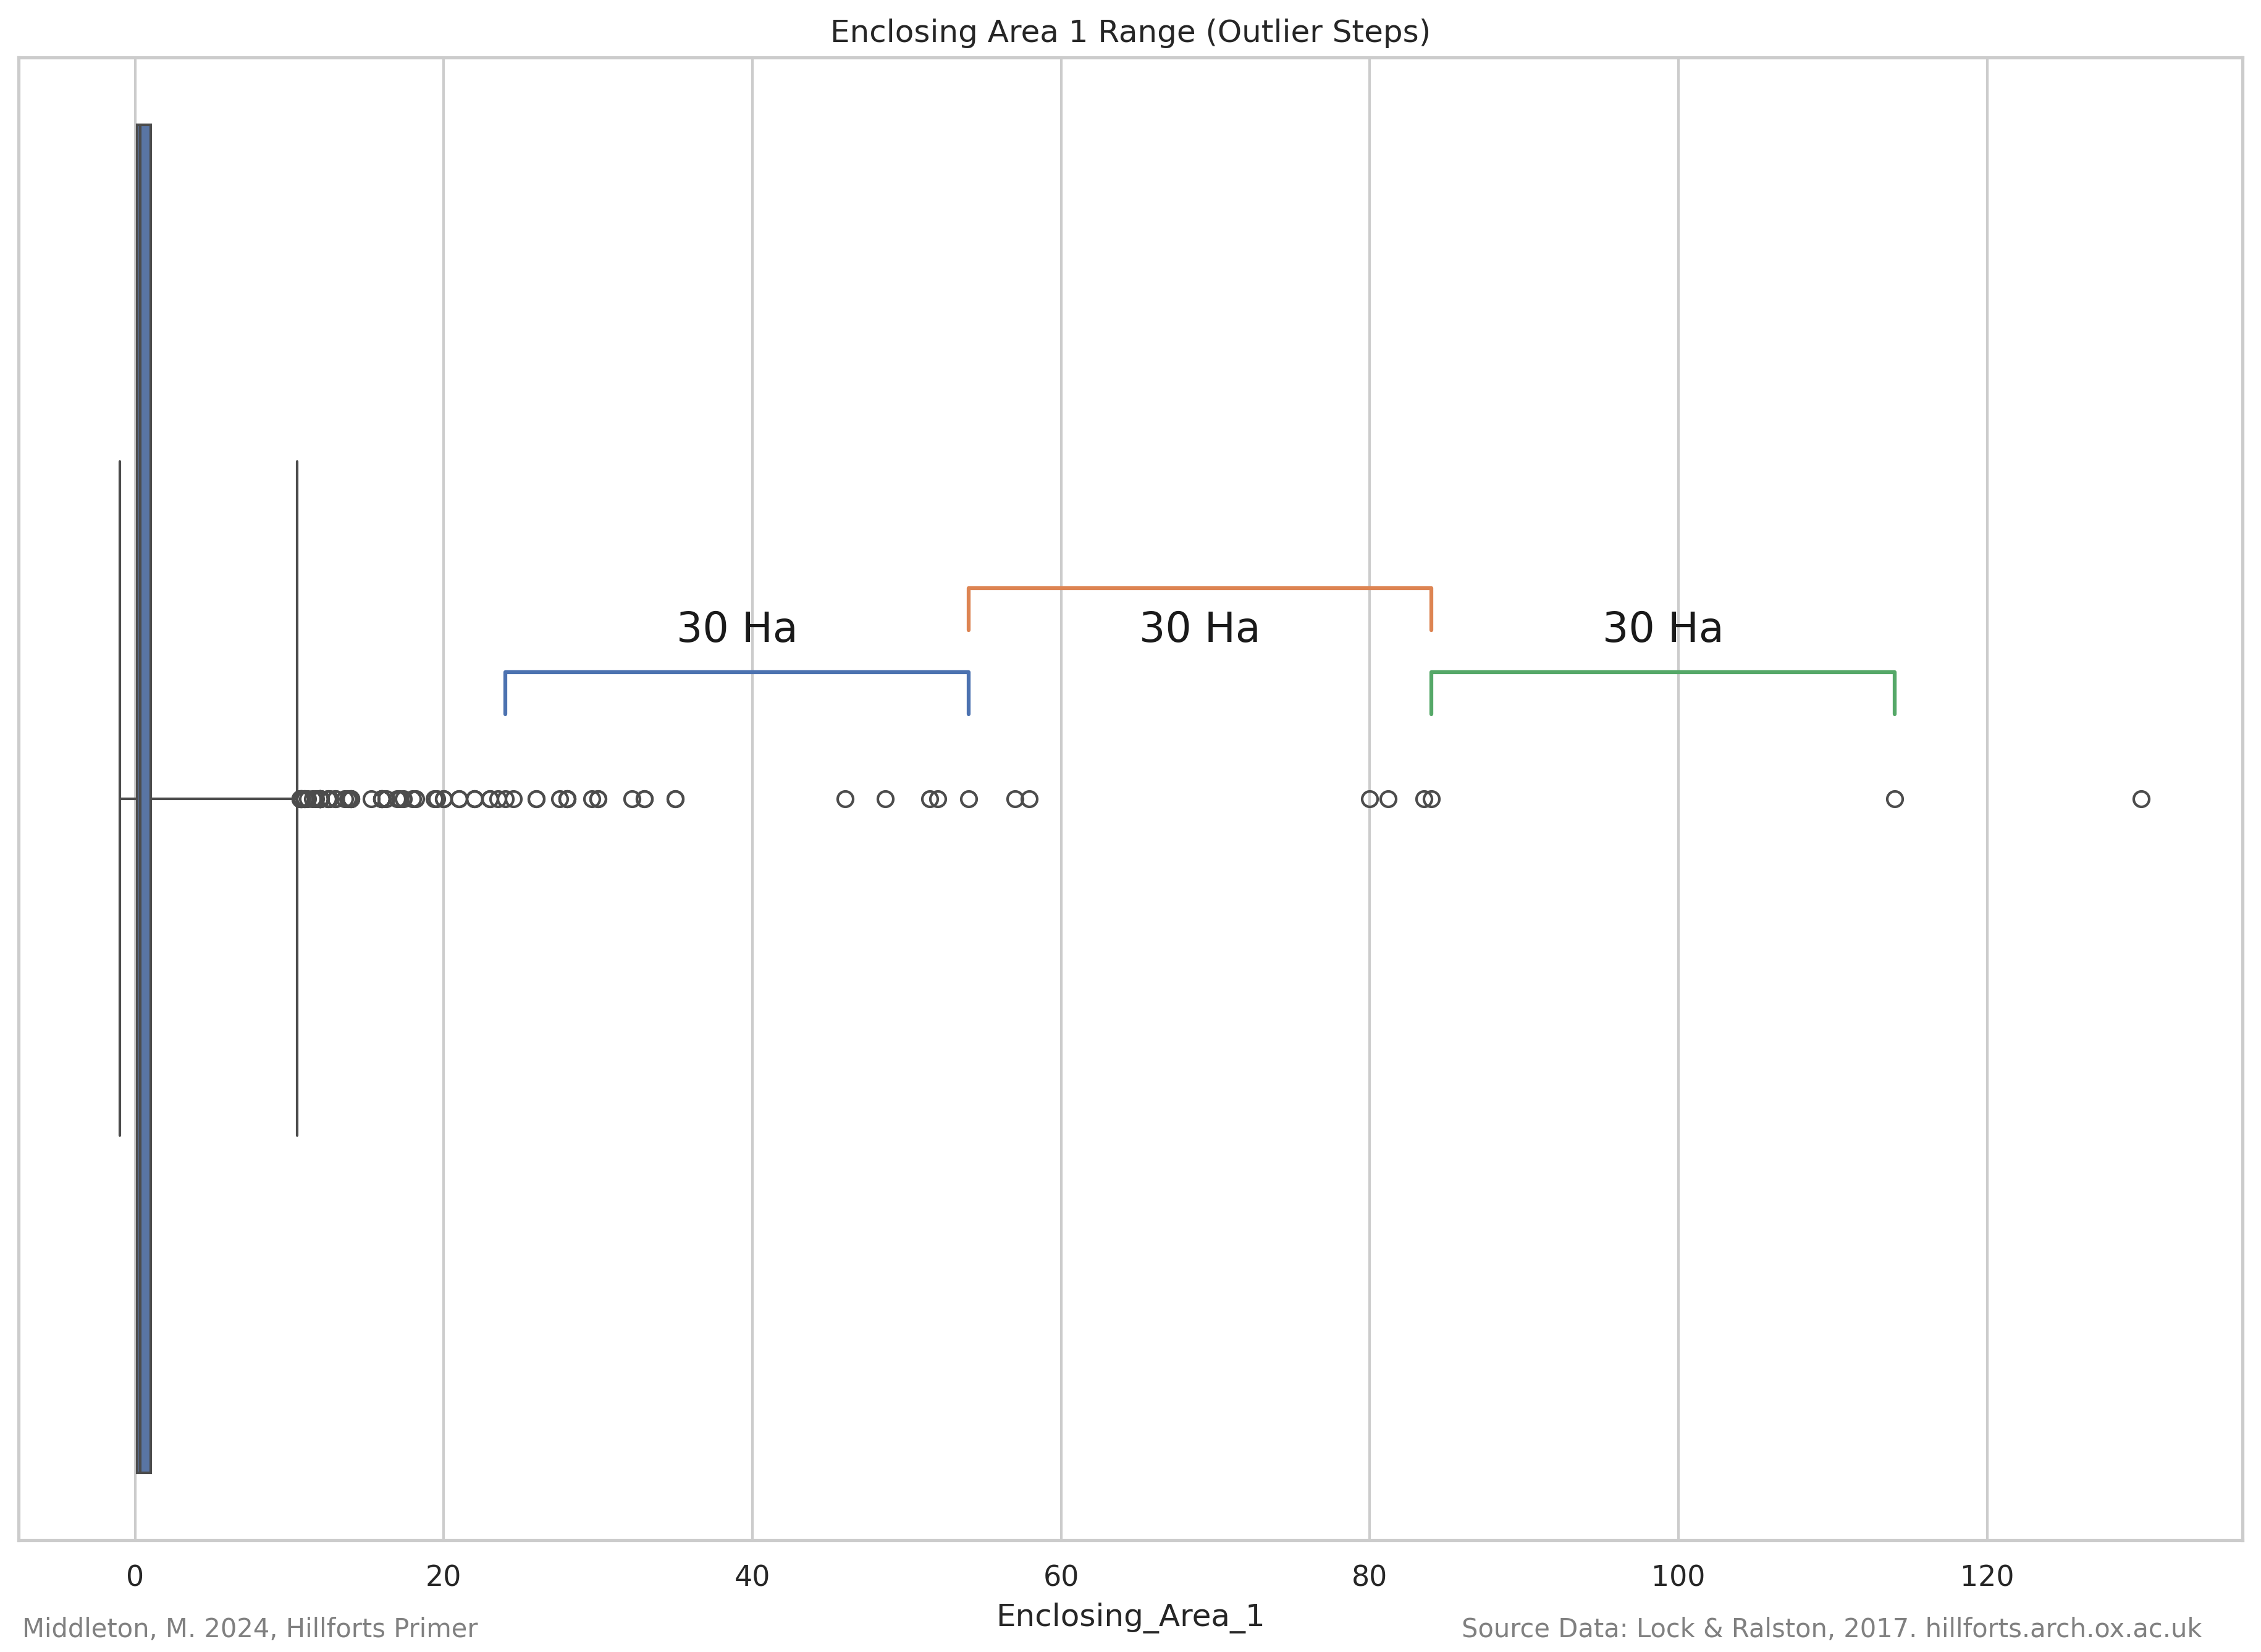 Enclosing Area 1 Range (Outlier Steps)
30 Ha
30 Ha
30 Ha
0
20
40
60
80
100
120
Enclosing_Area_1
Middleton, M. 2024, Hillforts Primer
Source Data: Lock & Ralston, 2017. hillforts.arch.ox.ac.uk